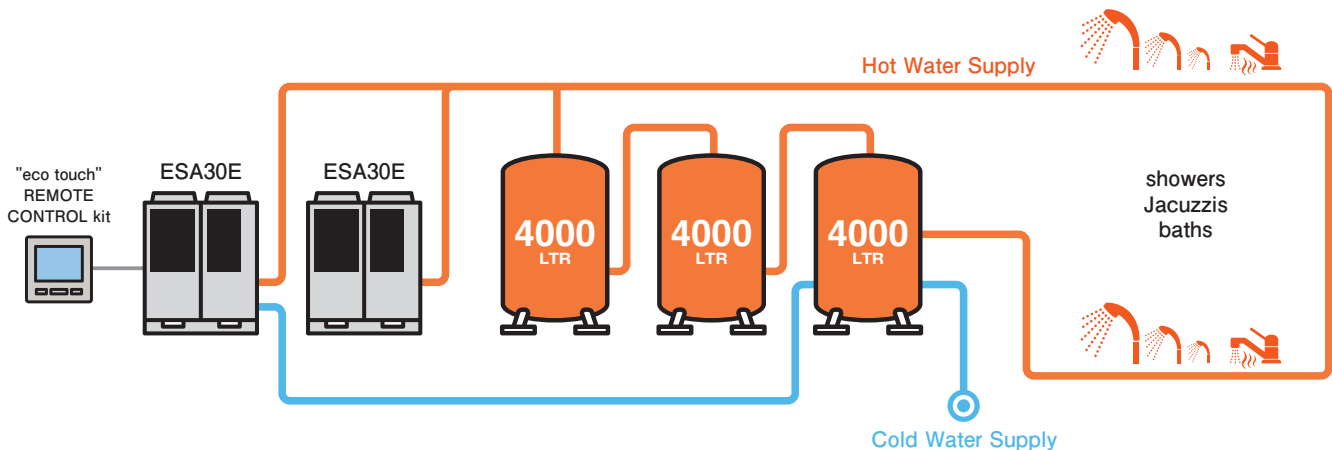 Hot Water Supply
"eco touch"
REMOTE
CONTROL kit
ESA30E
ESA30E
4000
LTR
4000
LTR
4000
LTR
showers
Jacuzzis
baths
Cold Water Supply